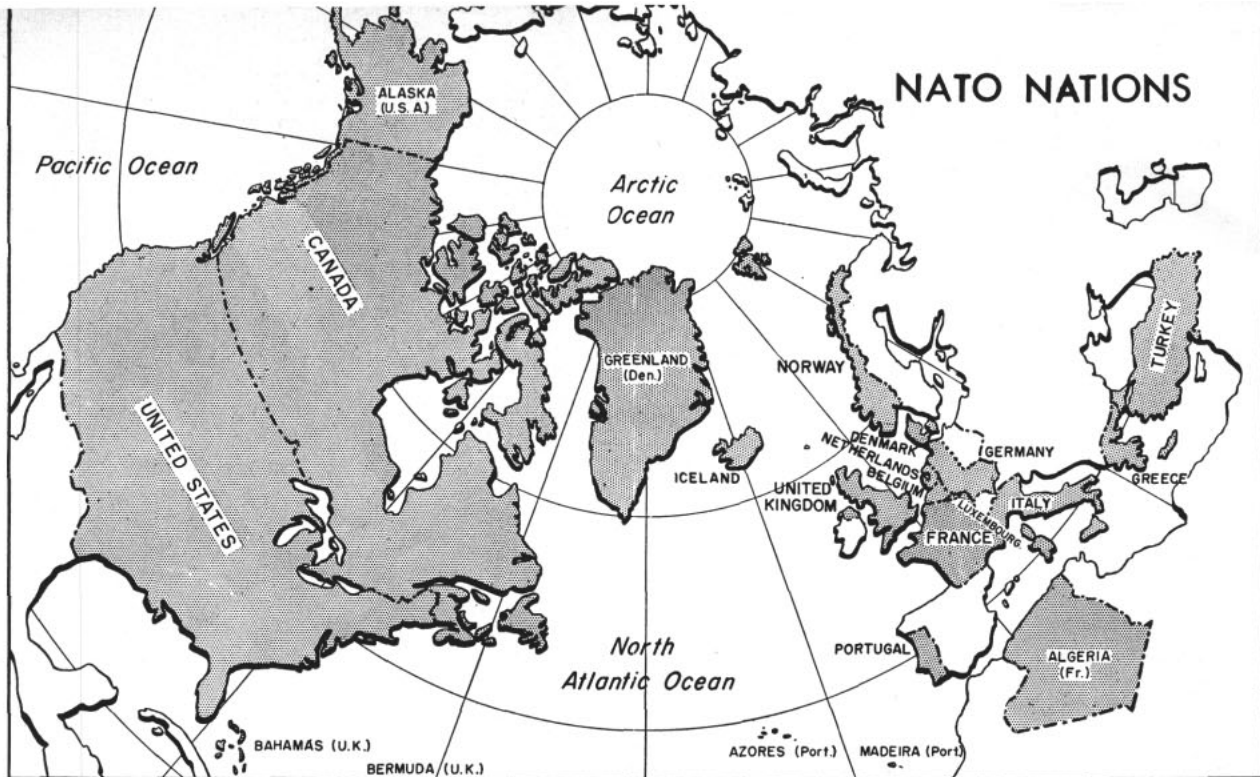 NATO NATIONS
ALASKA
(U.S.A.)
Pacific Ocean
Arctic
Ocean
CANADA
UNITED STATES
GREENLAND
(Den.)
NORWAY
TURKEY
ICELAND
DENMARK
NETHERLANDS
BELGIUM
GERMANY
UNITED
KINGDOM
LUXEMBOURG.
ITALY
GREECE
FRANCE
PORTUGAL
ALGERIA
(Fr.)
North
Atlantic Ocean
BAHAMAS (U.K.)
BERMUDA (U.K.)
AZORES (Port.)
MADEIRA (Port)